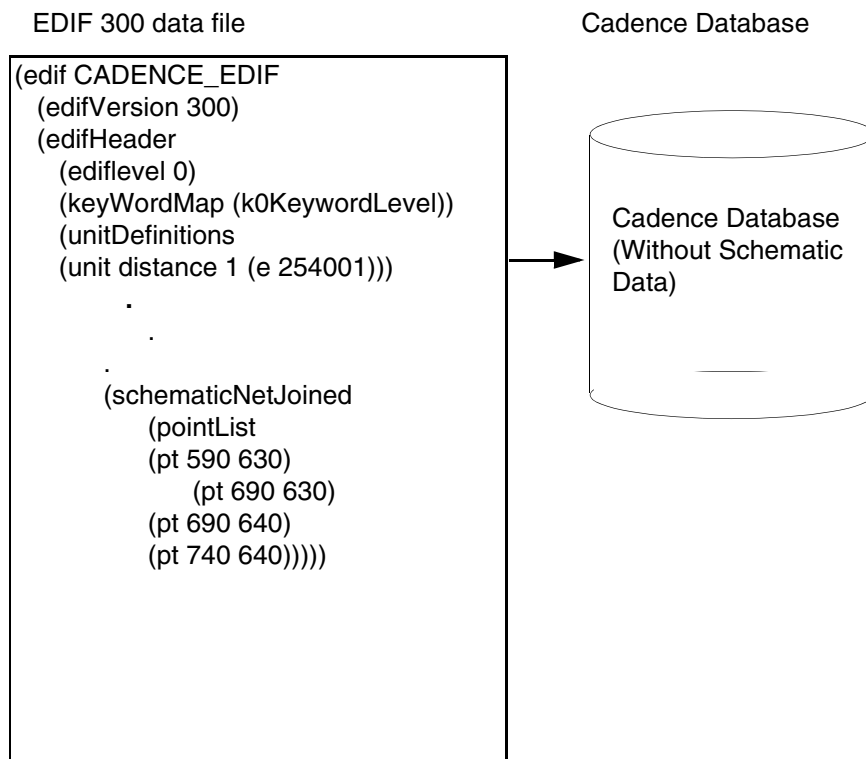 EDIF 300 data file
Cadence Database
(edif CADENCE_EDIF
(edifVersion 300)
(edifHeader
(ediflevel 0)
(keyWordMap (k0KeywordLevel))
(unitDefinitions
(unit distance 1 (e 254001)))
.
.
.
(schematicNetJoined
(pointList
(pt 590 630)
(pt 690 630)
(pt 690 640)
(pt 740 640)))))
Cadence Database
(Without Schematic
Data)